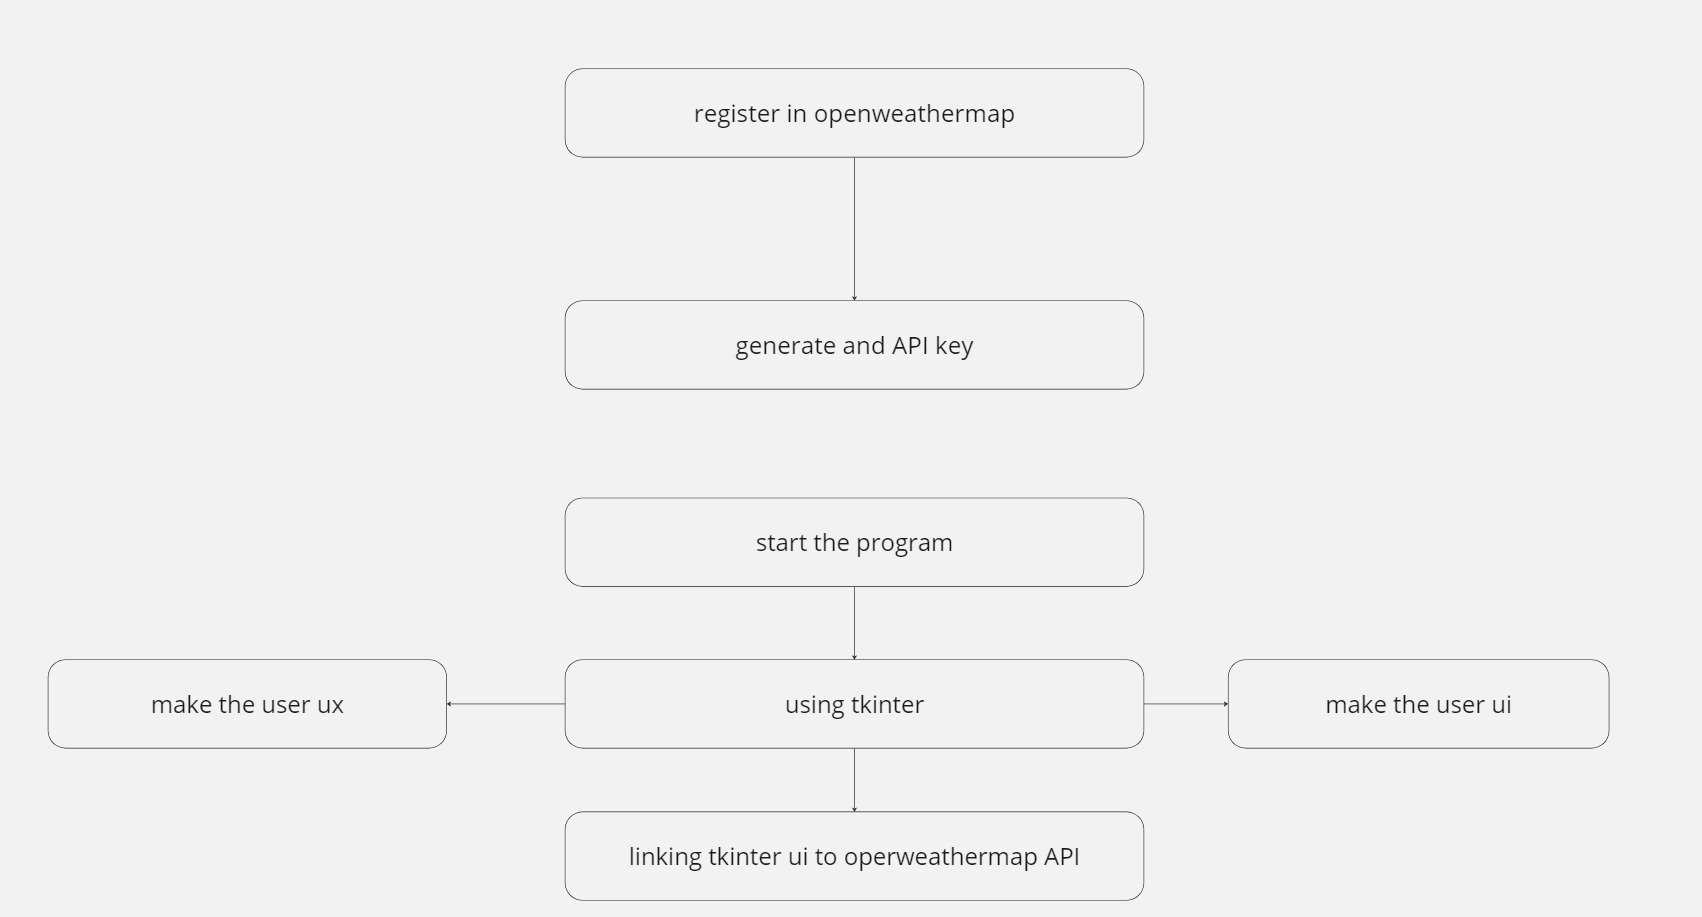 register in openweathermap
generate and API key
start the program
make the user ux
using tkinter
make the user ui
linking tkinter ui to operweathermap API